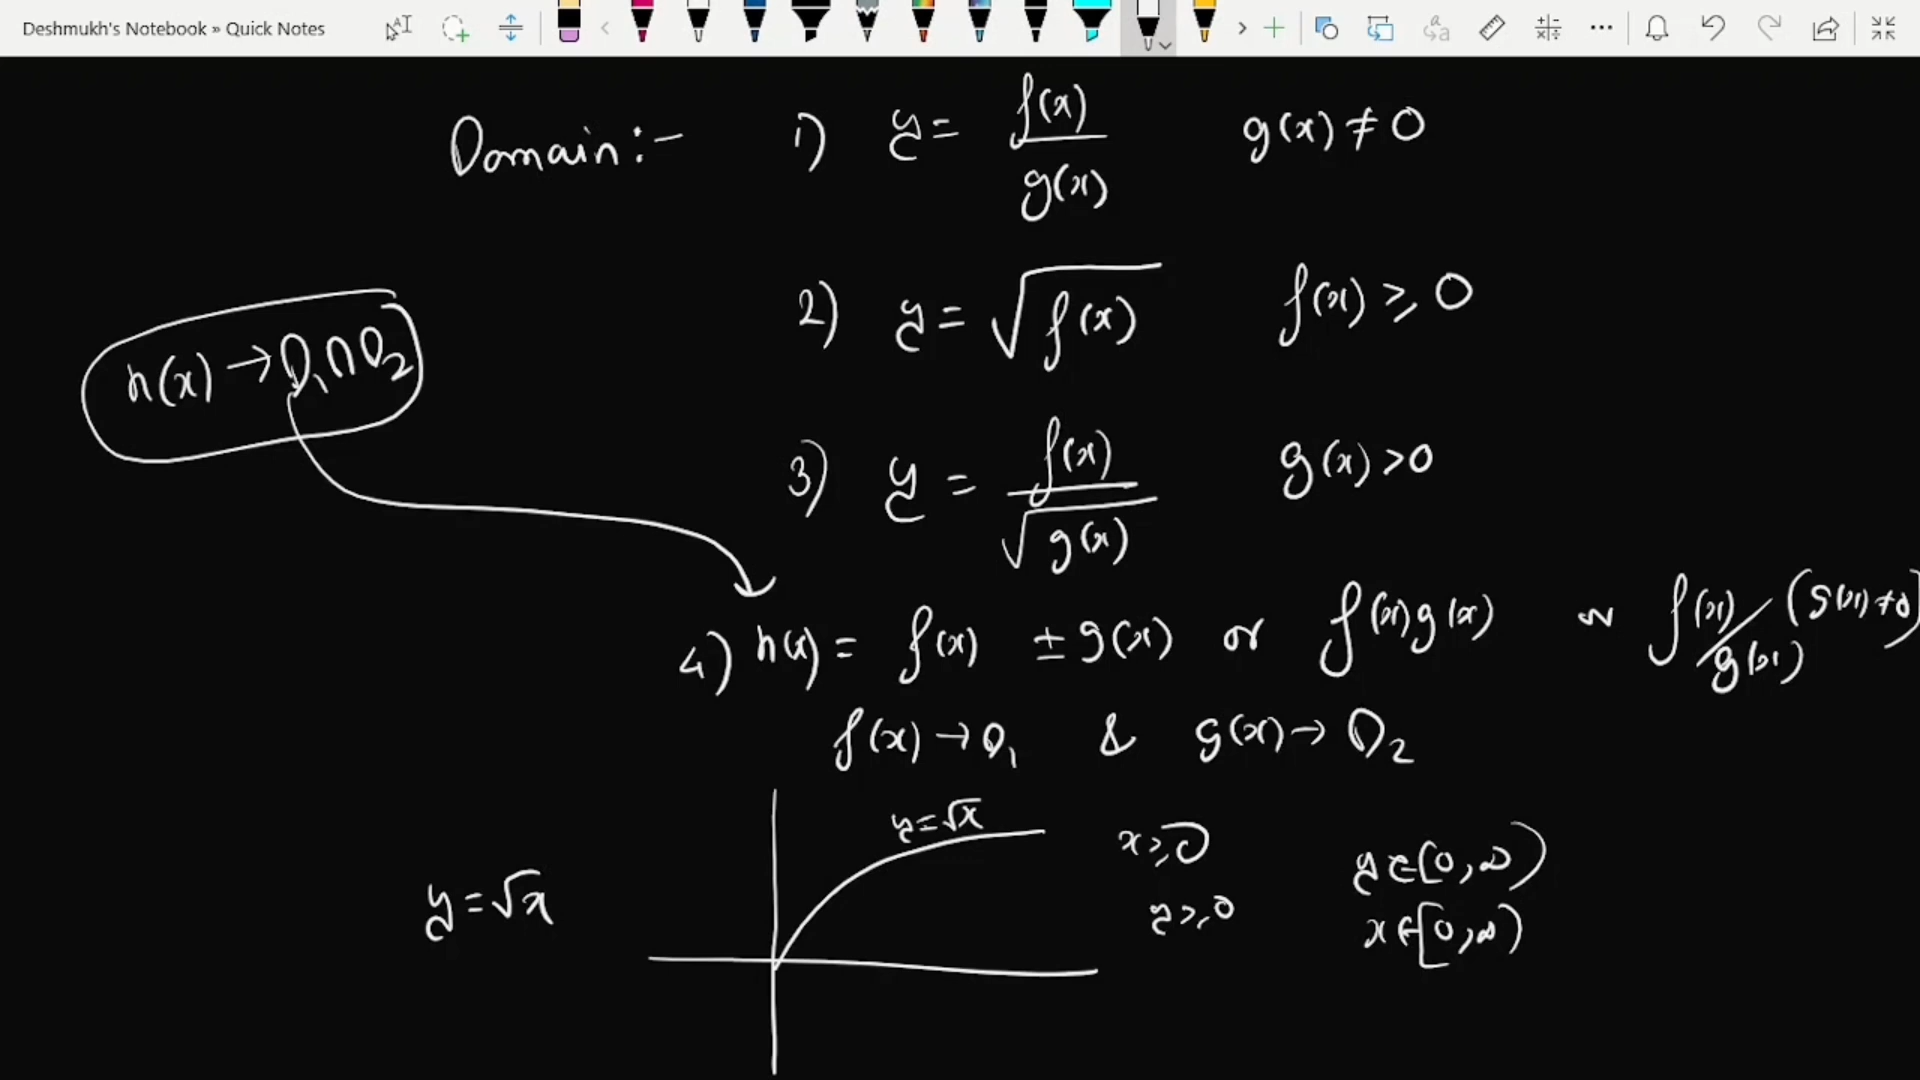 Deshmukh's Notebook » Quick Notes
Domain :- 1) y = f(x)/g(x) g(x) ≠ 0
2) y = √f(x) f(x) ≥ 0
h(x) → D₁∩D₂
3) y = f(x)/√g(x) g(x) > 0
4) h(x) = f(x) ± g(x) or f(x)g(x) or f(x)/g(x) (g(x) ≠ 0)
f(x) → D₁ & g(x) → D₂
y = √x
y = √x
x ≥ 0 y ∈ [0, ∞)
y ≥ 0 x ∈ [0, ∞)